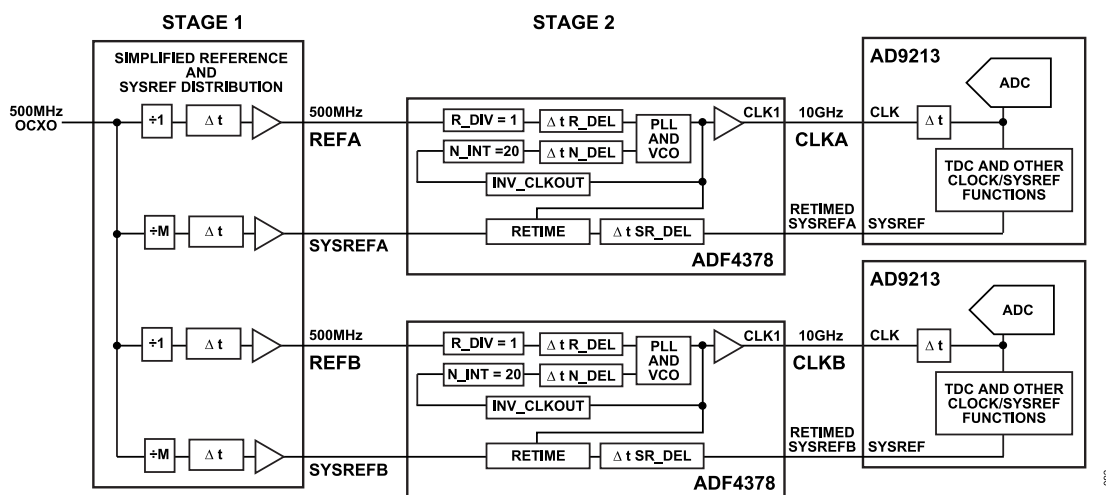 STAGE 1
STAGE 2
SIMPLIFIED REFERENCE
AND
SYSREF DISTRIBUTION
500MHz
OCXO
÷1
Δ t
500MHz
REFA
÷M
Δ t
SYSREFA
÷1
Δ t
500MHz
REFB
÷M
Δ t
SYSREFB
R_DIV = 1
Δ t R_DEL
PLL
AND
VCO
N_INT =20
Δ t N_DEL
INV_CLKOUT
RETIME
Δ t SR_DEL
ADF4378
CLK1
10GHz
CLKA
RETIMED
SYSREFA
AD9213
ADC
CLK
Δ t
TDC AND OTHER
CLOCK/SYSREF
FUNCTIONS
SYSREF
R_DIV = 1
Δ t R_DEL
PLL
AND
VCO
N_INT = 20
Δ t N_DEL
INV_CLKOUT
RETIME
Δ t SR_DEL
ADF4378
CLK1
10GHz
CLKB
RETIMED
SYSREFB
AD9213
ADC
CLK
Δ t
TDC AND OTHER
CLOCK/SYSREF
FUNCTIONS
SYSREF